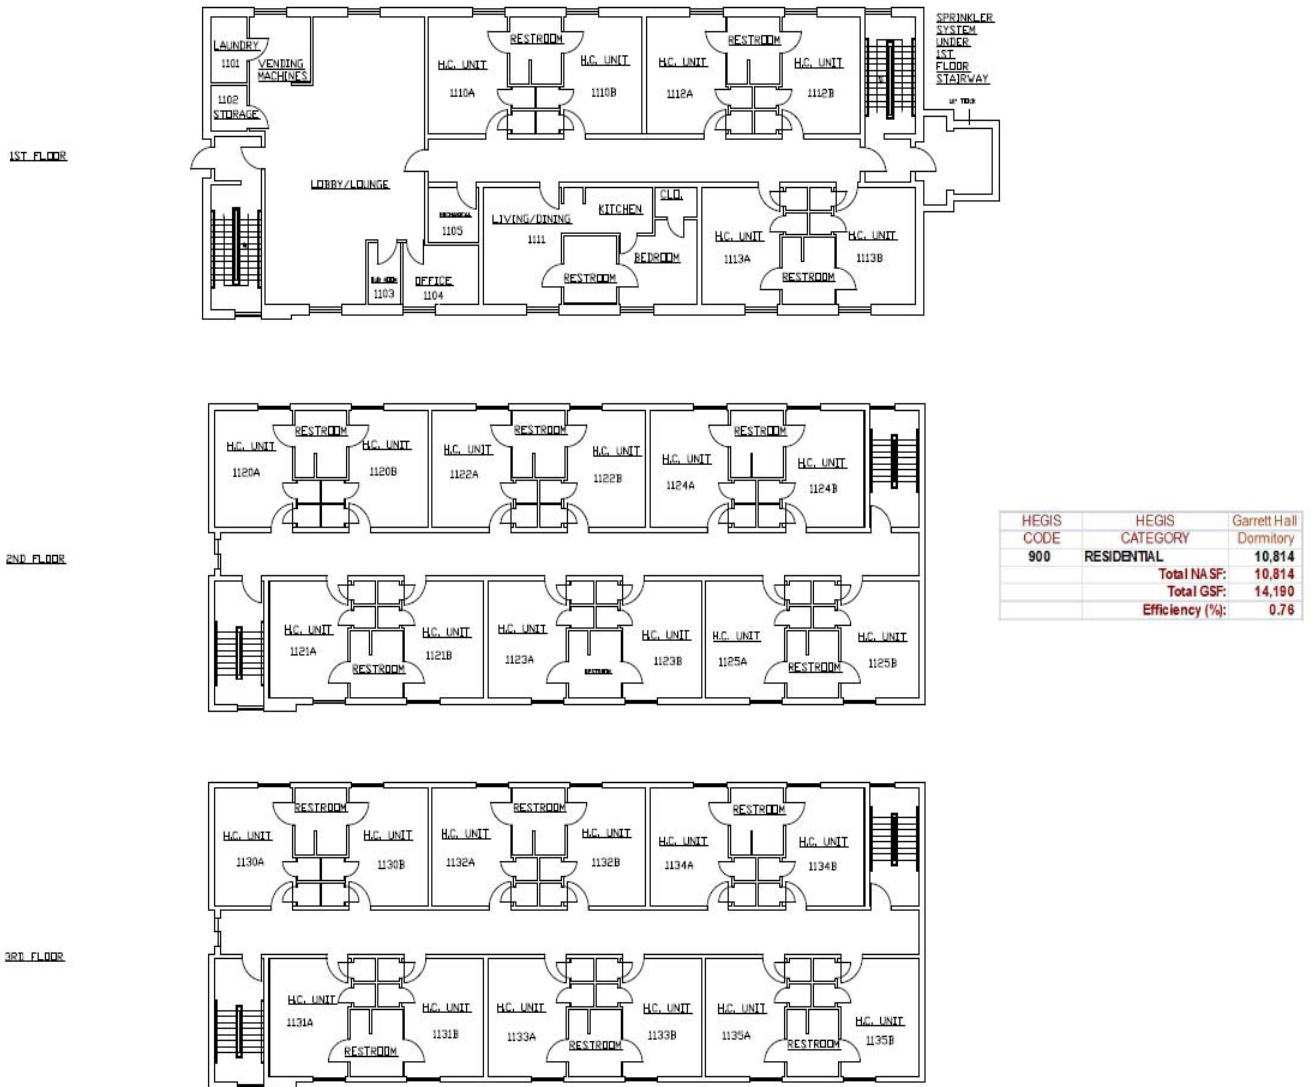 SPRINKLER
SYSTEM
UNDER
1ST
FLOOR
STAIRWAY
LAUNDRY
1101
VENDING
MACHINES
1102
STORAGE
RESTROOM
H.C. UNIT
1110A
H.C. UNIT
1110B
RESTROOM
H.C. UNIT
1112A
H.C. UNIT
1112B
1ST FLOOR
LOBBY/LOUNGE
MECHANICAL
1105
LIVING/DINING
1111
KITCHEN
CLO.
BEDROOM
RESTROOM
1103
OFFICE
1104
H.C. UNIT
1113A
H.C. UNIT
1113B
RESTROOM
2ND FLOOR
H.C. UNIT
1120A
RESTROOM
H.C. UNIT
1120B
H.C. UNIT
1122A
RESTROOM
H.C. UNIT
1122B
H.C. UNIT
1124A
RESTROOM
H.C. UNIT
1124B
H.C. UNIT
1121A
RESTROOM
H.C. UNIT
1121B
H.C. UNIT
1123A
RESTROOM
H.C. UNIT
1123B
H.C. UNIT
1125A
RESTROOM
H.C. UNIT
1125B
HEGIS HEGIS Garrett Hall
CODE CATEGORY Dormitory
900 RESIDENTIAL 10,814
Total NASF: 10,814
Total GSF: 14,190
Efficiency (%): 0.76
3RD FLOOR
H.C. UNIT
1130A
RESTROOM
H.C. UNIT
1130B
H.C. UNIT
1132A
RESTROOM
H.C. UNIT
1132B
H.C. UNIT
1134A
RESTROOM
H.C. UNIT
1134B
H.C. UNIT
1131A
RESTROOM
H.C. UNIT
1131B
H.C. UNIT
1133A
RESTROOM
H.C. UNIT
1133B
H.C. UNIT
1135A
RESTROOM
H.C. UNIT
1135B